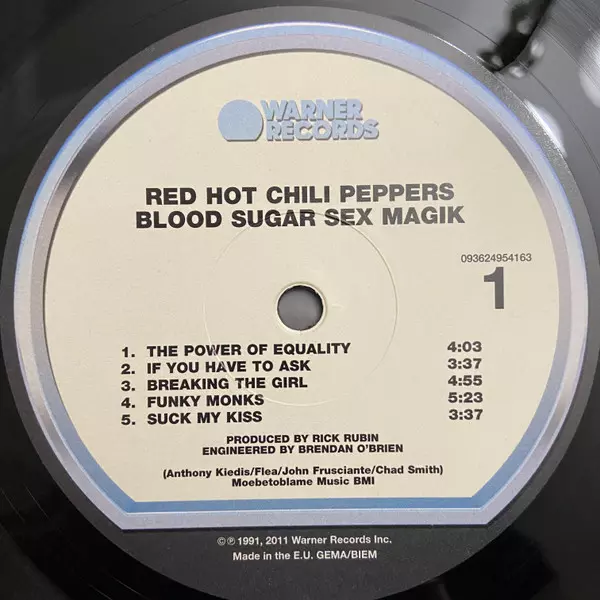 WARNER
RECORDS
RED HOT CHILI PEPPERS
BLOOD SUGAR SEX MAGIK
093624954163
1
1. THE POWER OF EQUALITY 4:03
2. IF YOU HAVE TO ASK 3:37
3. BREAKING THE GIRL 4:55
4. FUNKY MONKS 5:23
5. SUCK MY KISS 3:37
PRODUCED BY RICK RUBIN
ENGINEERED BY BRENDAN O'BRIEN
(Anthony Kiedis/Flea/John Frusciante/Chad Smith)
Moebetoblame Music BMI
©℗ 1991, 2011 Warner Records Inc.
Made in the E.U. GEMA/BIEM